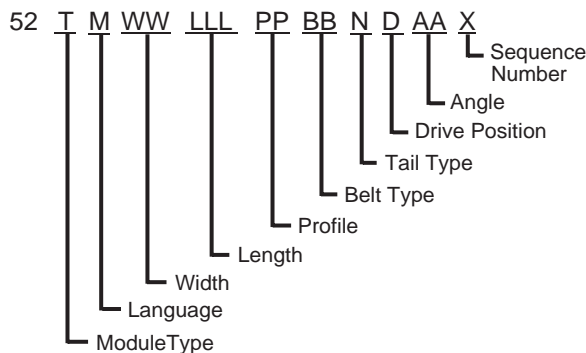 52 T M WW LLL PP BB N D AA X
Sequence
Number
Angle
Drive Position
Tail Type
Belt Type
Profile
Length
Width
Language
ModuleType